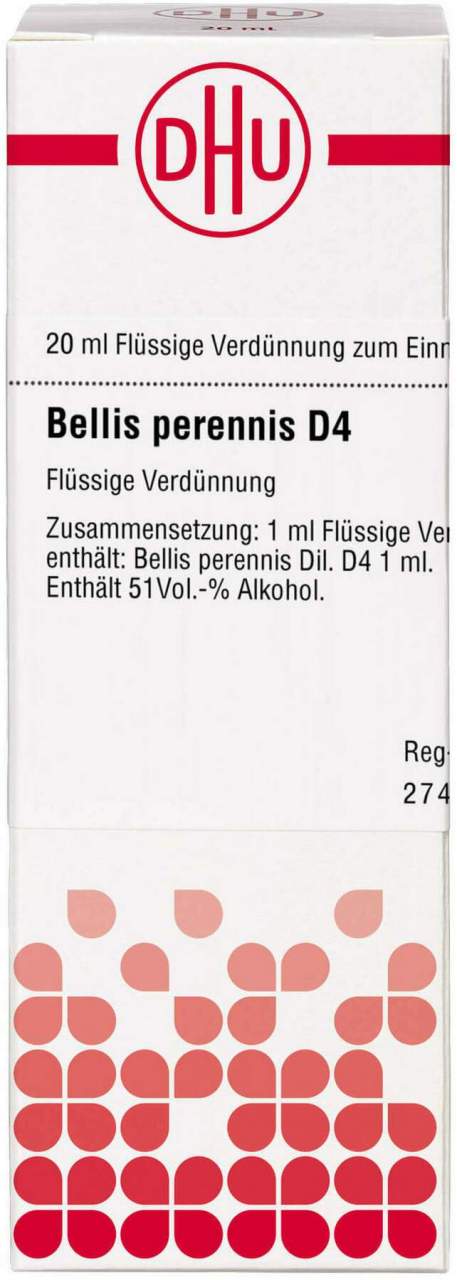 DHU
20 ml
DHU
20 ml Flüssige Verdünnung zum Einn
Bellis perennis D4
Flüssige Verdünnung
Zusammensetzung: 1 ml Flüssige Ver
enthält: Bellis perennis Dil. D4 1 ml.
Enthält 51Vol.-% Alkohol.
Reg-
274